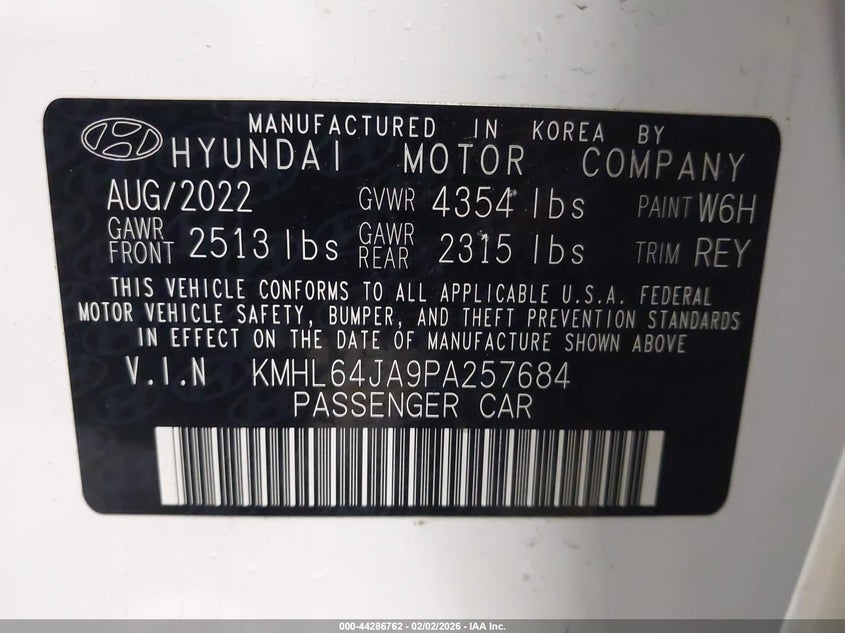 MANUFACTURED IN KOREA BY
HYUNDAI MOTOR COMPANY
AUG/2022 GVWR 4354 lbs PAINT W6H
GAWR FRONT 2513 lbs GAWR REAR 2315 lbs TRIM REY
THIS VEHICLE CONFORMS TO ALL APPLICABLE U.S.A. FEDERAL
MOTOR VEHICLE SAFETY, BUMPER, AND THEFT PREVENTION STANDARDS
IN EFFECT ON THE DATE OF MANUFACTURE SHOWN ABOVE
V.I.N KMHL64JA9PA257684
PASSENGER CAR
000-44286762 - 02/02/2026 - IAA Inc.